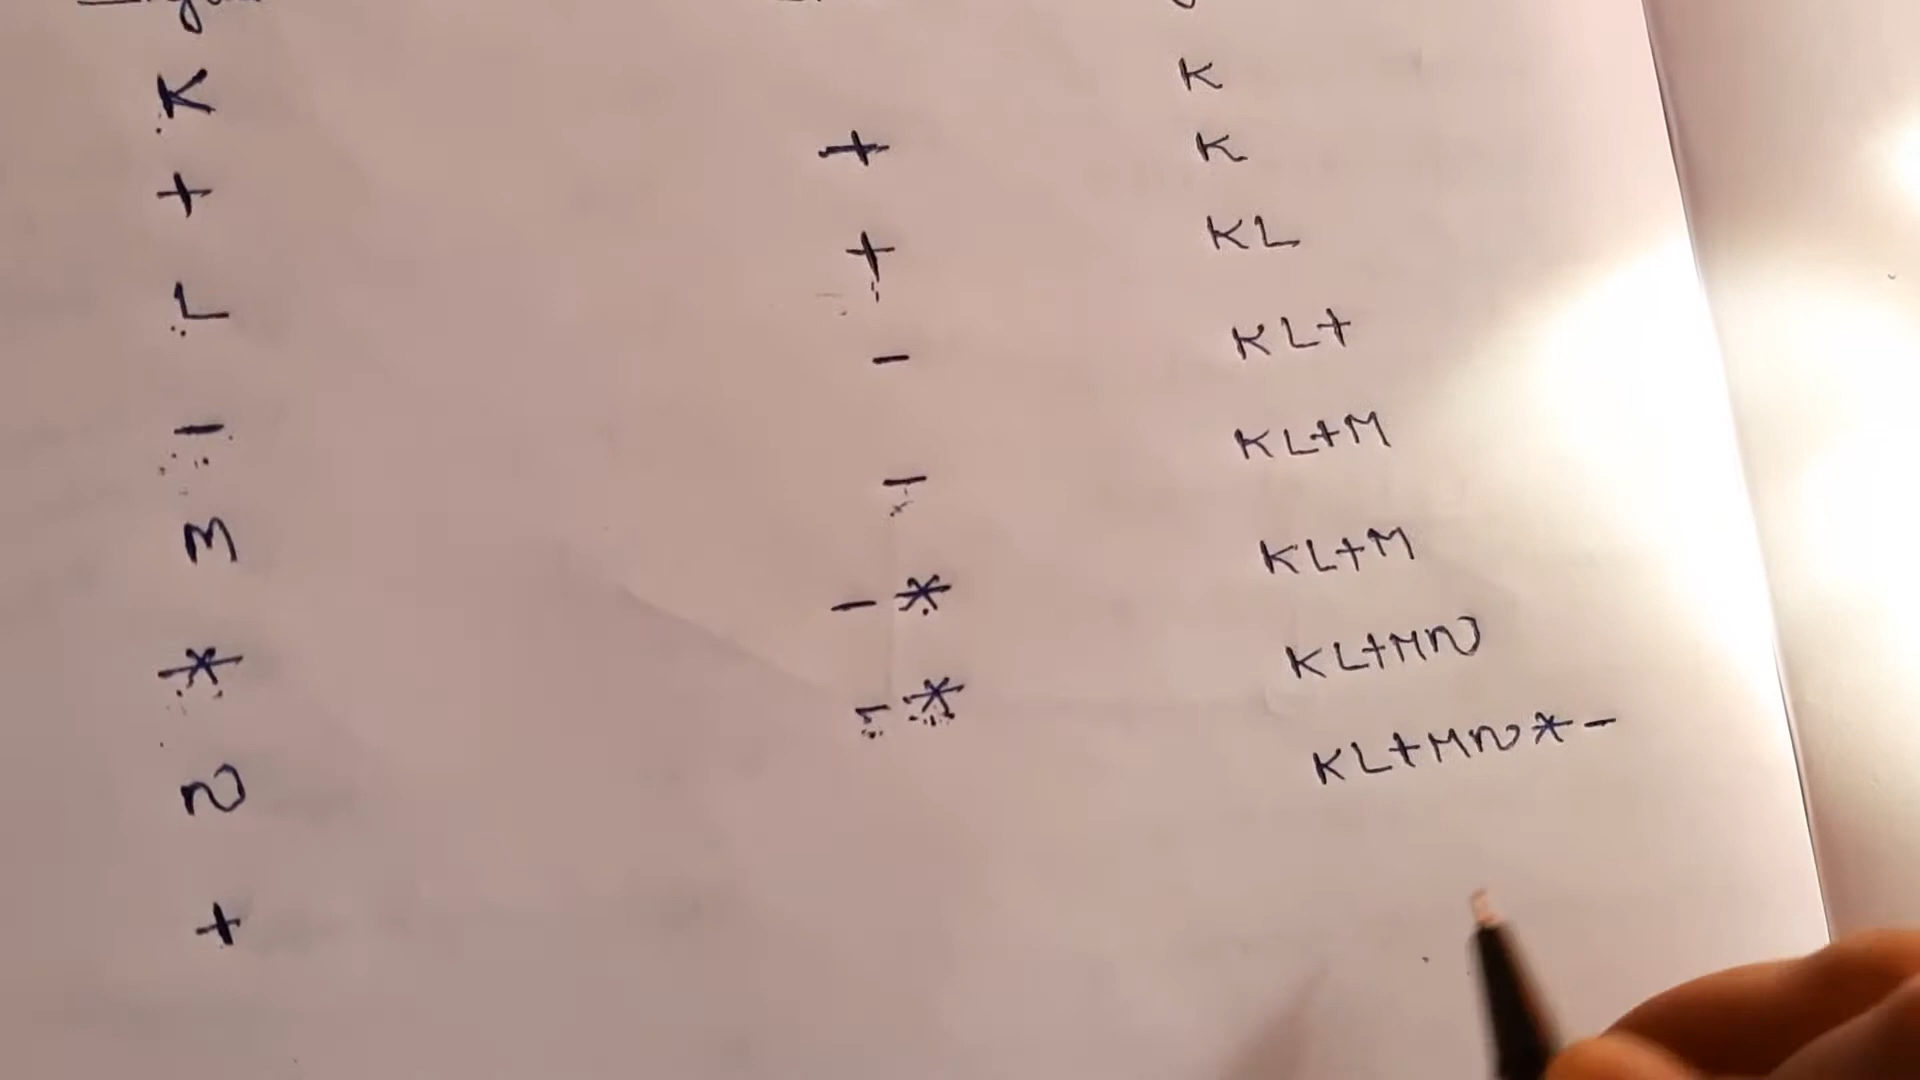 K K
+ + K
L + KL
- - KL+
M - KL+M
* - * KL+M
N - * KL+MN
+ KL+MN*-